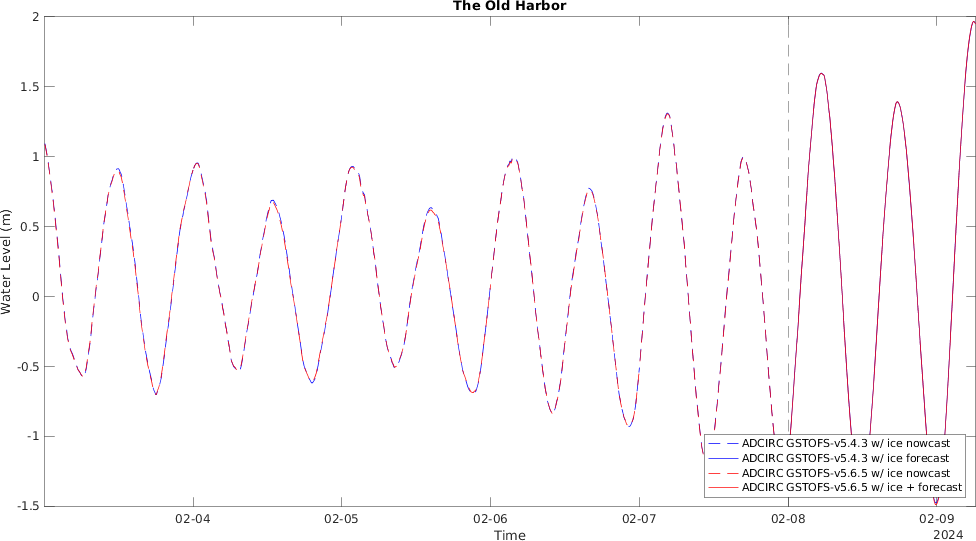 The Old Harbor
2
1.5
1
0.5
0
-0.5
-1
-1.5
Water Level (m)
ADCIRC GSTOFS-v5.4.3 w/ ice nowcast
ADCIRC GSTOFS-v5.4.3 w/ ice forecast
ADCIRC GSTOFS-v5.6.5 w/ ice nowcast
ADCIRC GSTOFS-v5.6.5 w/ ice + forecast
02-04 02-05 02-06 02-07 02-08 02-09
Time 2024